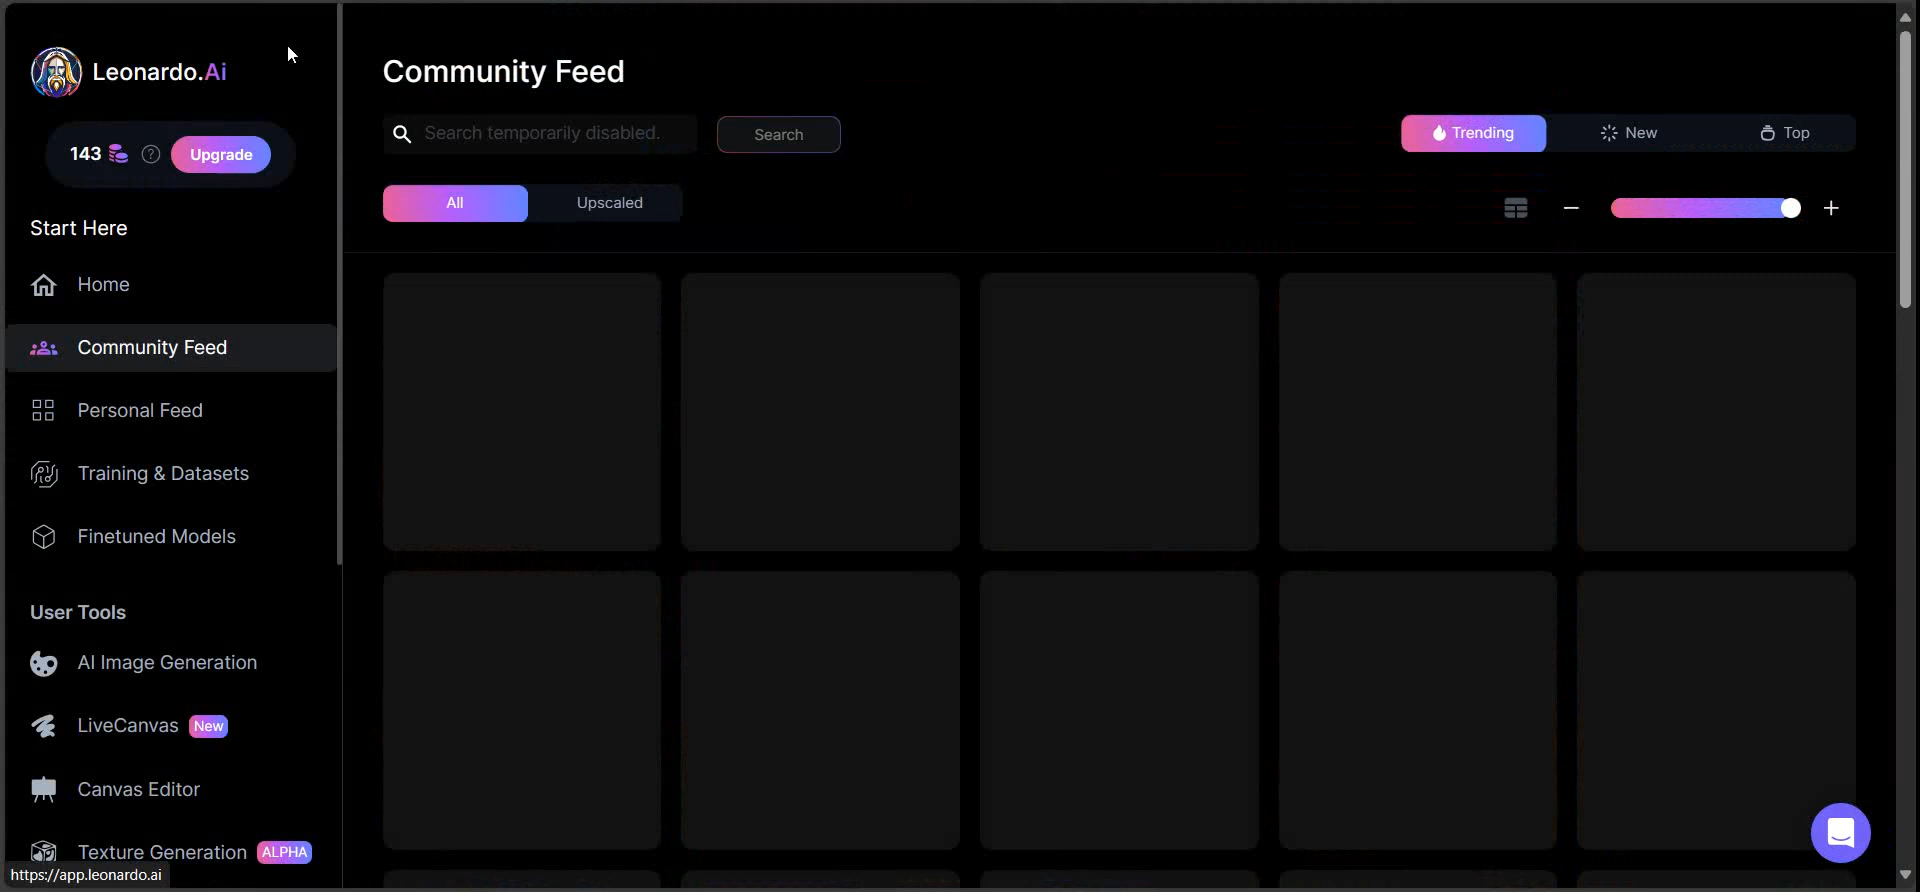 Leonardo.Ai
143
?
Upgrade
Start Here
Home
Community Feed
Personal Feed
Training & Datasets
Finetuned Models
User Tools
AI Image Generation
LiveCanvas New
Canvas Editor
Texture Generation ALPHA
https://app.leonardo.ai
Community Feed
Search temporarily disabled.
Search
Trending
New
Top
All
Upscaled